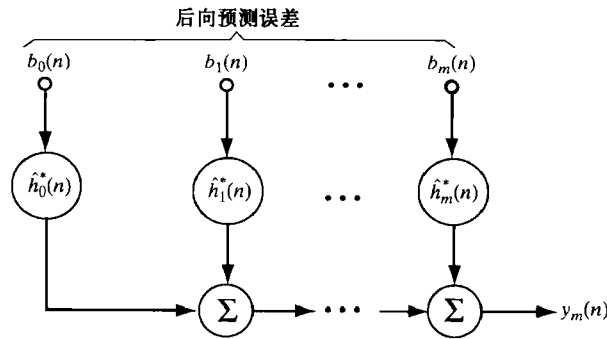 后向预测误差
b₀(n) b₁(n) ••• bₘ(n)
ĥ₀*(n) ĥ₁*(n) ••• ĥₘ*(n)
Σ ••• Σ yₘ(n)